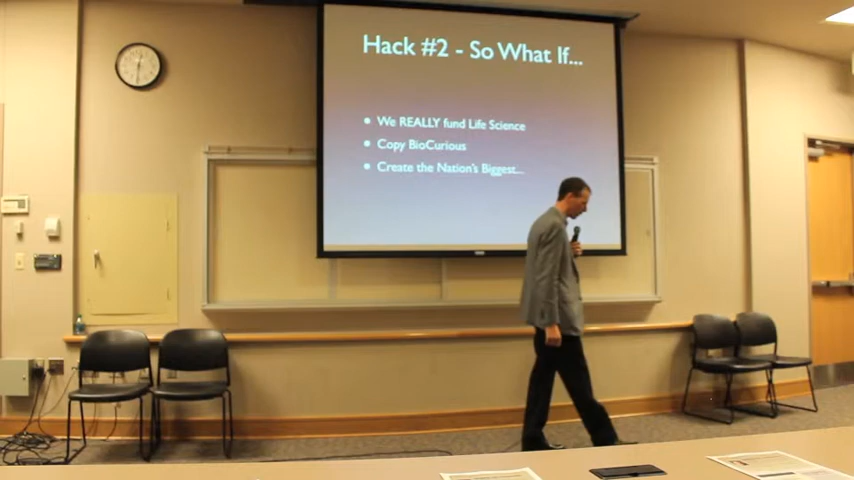 Hack #2 - So What If...
We REALLY fund Life Science
Copy BioCurious
Create the Nation's Biggest...